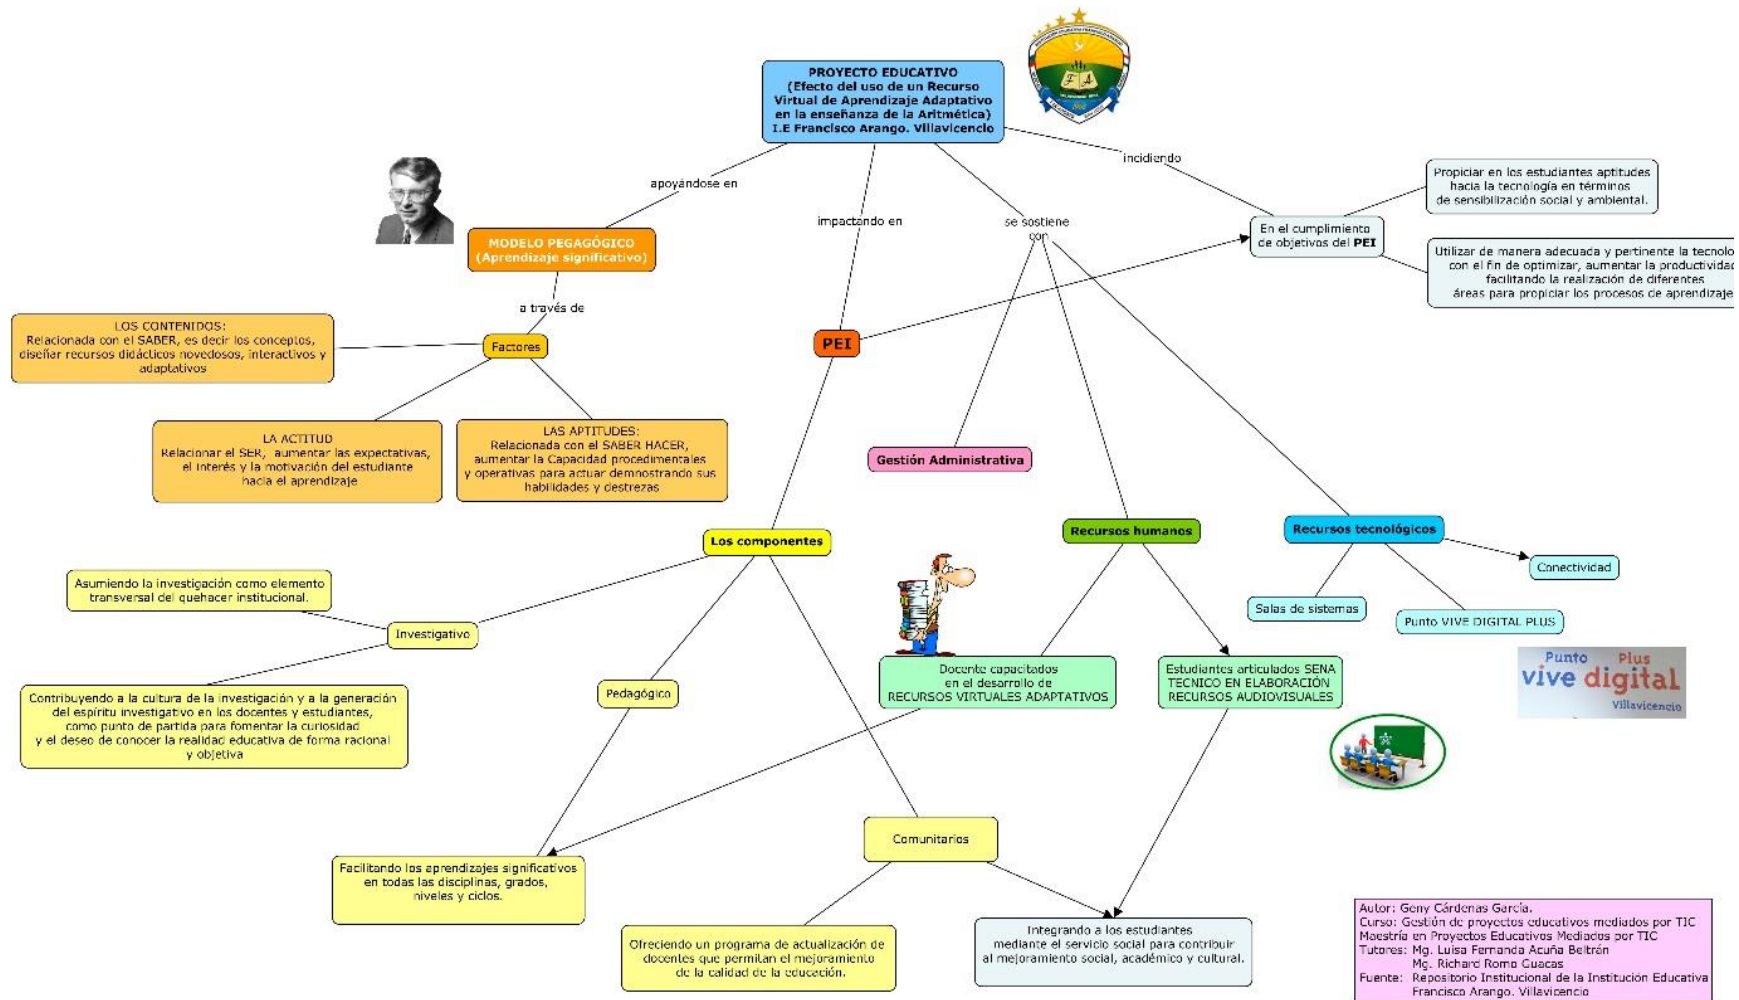 PROYECTO EDUCATIVO
(Efecto del uso de un Recurso
Virtual de Aprendizaje Adaptativo
en la enseñanza de la Aritmética)
I.E Francisco Arango. Villavicencio
apoyándose en
impactando en
se sostiene
con
incidiendo
Propiciar en los estudiantes aptitudes
hacia la tecnología en términos
de sensibilización social y ambiental.
En el cumplimiento
de objetivos del PEI
Utilizar de manera adecuada y pertinente la tecnolo
con el fin de optimizar, aumentar la productividad
facilitando la realización de diferentes
áreas para propiciar los procesos de aprendizaje
MODELO PEGAGÓGICO
(Aprendizaje significativo)
a través de
Factores
LOS CONTENIDOS:
Relacionada con el SABER, es decir los conceptos,
diseñar recursos didácticos novedosos, interactivos y
adaptativos
LA ACTITUD
Relacionar el SER, aumentar las expectativas,
el interés y la motivación del estudiante
hacia el aprendizaje
LAS APTITUDES:
Relacionada con el SABER HACER,
aumentar la Capacidad procedimentales
y operativas para actuar demnostrando sus
habilidades y destrezas
PEI
Gestión Administrativa
Los componentes
Recursos humanos
Recursos tecnológicos
Conectividad
Salas de sistemas
Punto VIVE DIGITAL PLUS
Punto Plus
vive digital
Villavicencio
Asumiendo la investigación como elemento
transversal del quehacer institucional.
Investigativo
Contribuyendo a la cultura de la investigación y a la generación
del espíritu investigativo en los docentes y estudiantes,
como punto de partida para fomentar la curiosidad
y el deseo de conocer la realidad educativa de forma racional
y objetiva
Pedagógico
Docente capacitados
en el desarrollo de
RECURSOS VIRTUALES ADAPTATIVOS
Estudiantes articulados SENA
TECNICO EN ELABORACIÓN
RECURSOS AUDIOVISUALES
Comunitarios
Facilitando los aprendizajes significativos
en todas las disciplinas, grados,
niveles y ciclos.
Ofreciendo un programa de actualización de
docentes que permitan el mejoramiento
de la calidad de la educación.
Integrando a los estudiantes
mediante el servicio social para contribuir
al mejoramiento social, académico y cultural.
Autor: Geny Cárdenas García.
Curso: Gestión de proyectos educativos mediados por TIC
Maestría en Proyectos Educativos Mediados por TIC
Tutores: Mg. Luisa Fernanda Acuña Beltrán
Mg. Richard Romo Guacas
Fuente: Repositorio Institucional de la Institución Educativa
Francisco Arango. Villavicencio